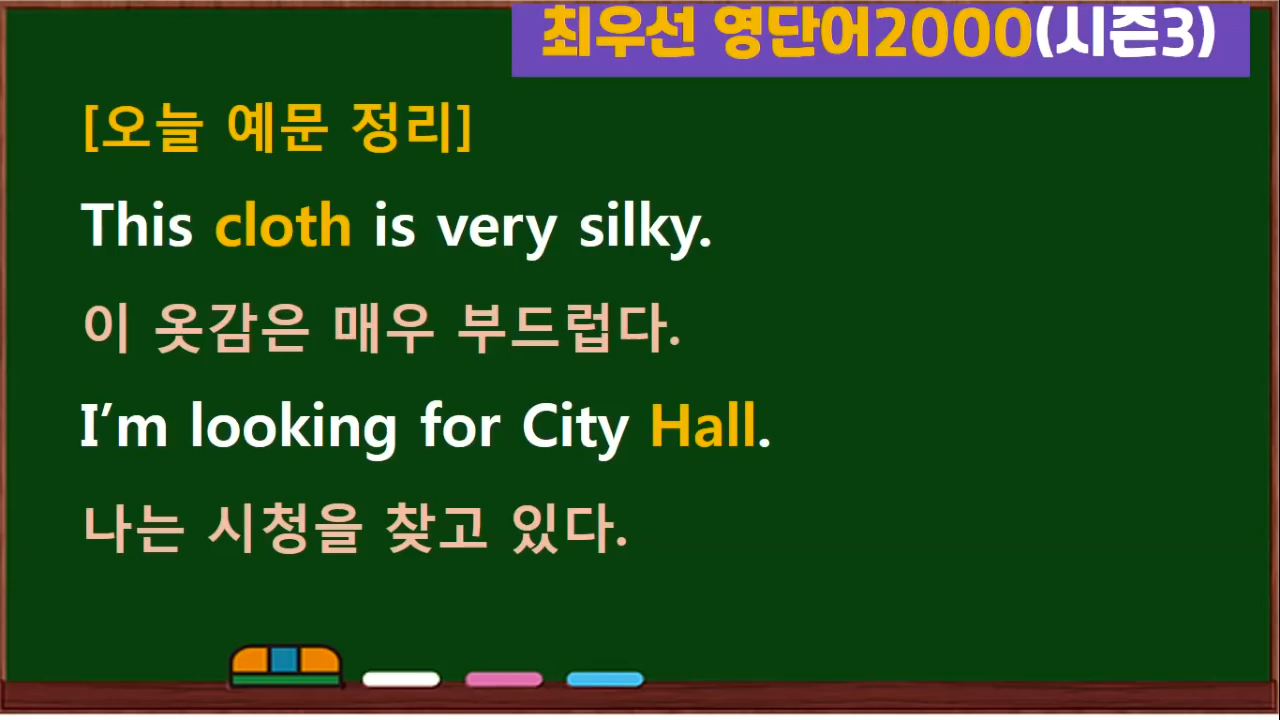 최우선 영단어2000(시즌3)
[오늘 예문 정리]
This cloth is very silky.
이 옷감은 매우 부드럽다.
I’m looking for City Hall.
나는 시청을 찾고 있다.